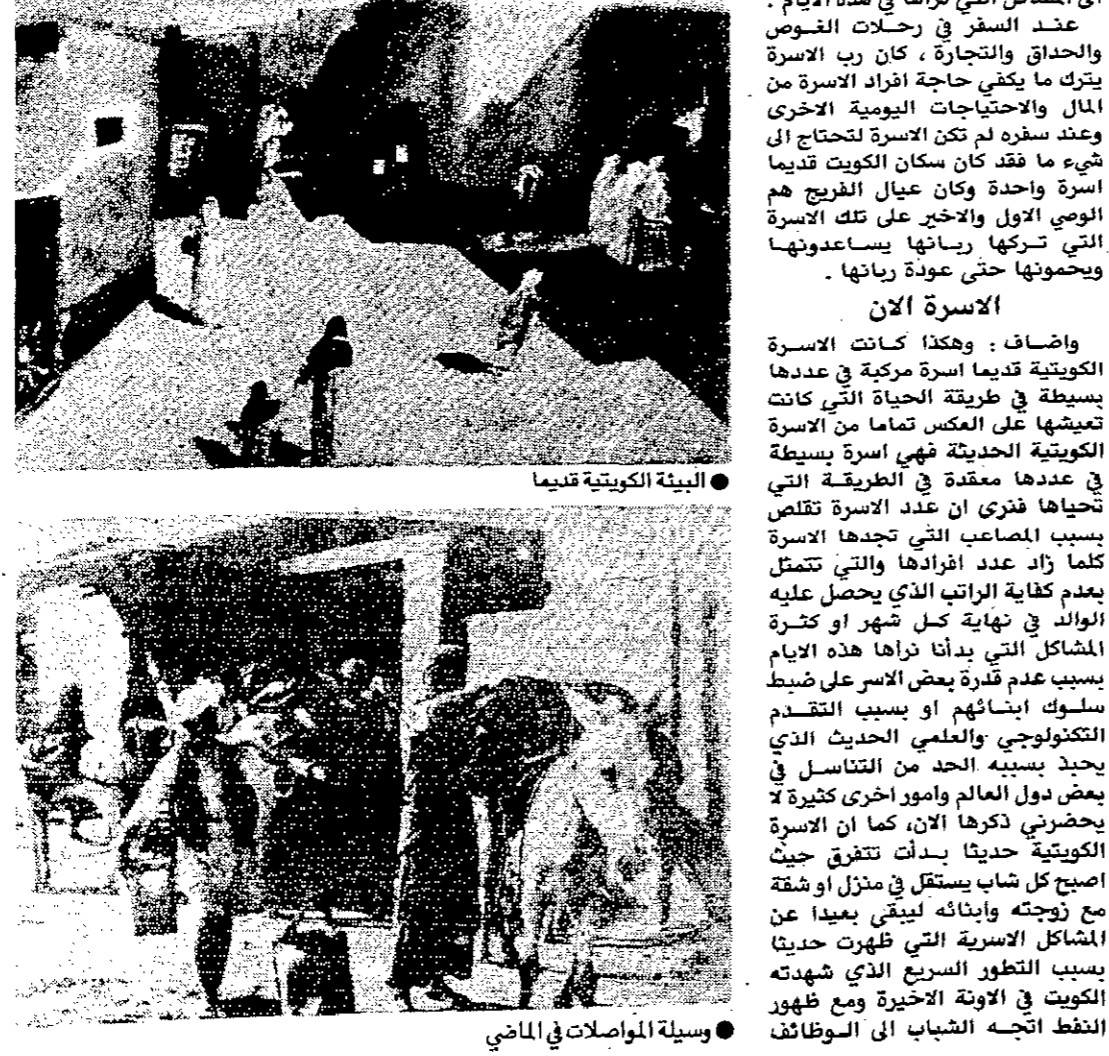 الى المقدس التي نراها في هذه الايام .
عند السفر في رحلات الغوص
والحداق والتجارة ، كان رب الاسرة
يترك ما يكفي حاجة افراد الاسرة من
المال والاحتياجات اليومية الاخرى
وعند سفره لم تكن الاسرة لتحتاج الى
شيء ما فقد كان سكان الكويت قديما
اسرة واحدة وكان عيال الفريج هم
الوصي الاول والاخير على تلك الاسرة
التي تركها ربانها يساعدونها
ويحمونها حتى عودة ربانها .
الاسرة الان
واضاف : وهكذا كانت الاسرة
الكويتية قديما اسرة مركبة في عددها
بسيطة في طريقة الحياة التي كانت
تعيشها على العكس تماما من الاسرة
الكويتية الحديثة فهي اسرة بسيطة
في عددها معقدة في الطريقة التي
تحياها فنرى ان عدد الاسرة تقلص
بسبب المصاعب التي تجدها الاسرة
كلما زاد عدد افرادها والتي تتمثل
بعدم كفاية الراتب الذي يحصل عليه
الوالد في نهاية كل شهر او كثرة
المشاكل التي بدأنا نراها هذه الايام
بسبب عدم قدرة بعض الاسر على ضبط
سلوك ابنائهم او بسبب التقدم
التكنولوجي والعلمي الحديث الذي
يحبذ بسببه الحد من التناسل في
بعض دول العالم وامور اخرى كثيرة لا
يحضرني ذكرها الان، كما ان الاسرة
الكويتية حديثا بدأت تتفرق حيث
اصبح كل شاب يستقل في منزل او شقة
مع زوجته وابنائه ليبقى بعيدا عن
المشاكل الاسرية التي ظهرت حديثا
بسبب التطور السريع الذي شهدته
الكويت في الاونة الاخيرة ومع ظهور
النفط اتجه الشباب الى الوظائف
● البيئة الكويتية قديما
● وسيلة المواصلات في الماضي